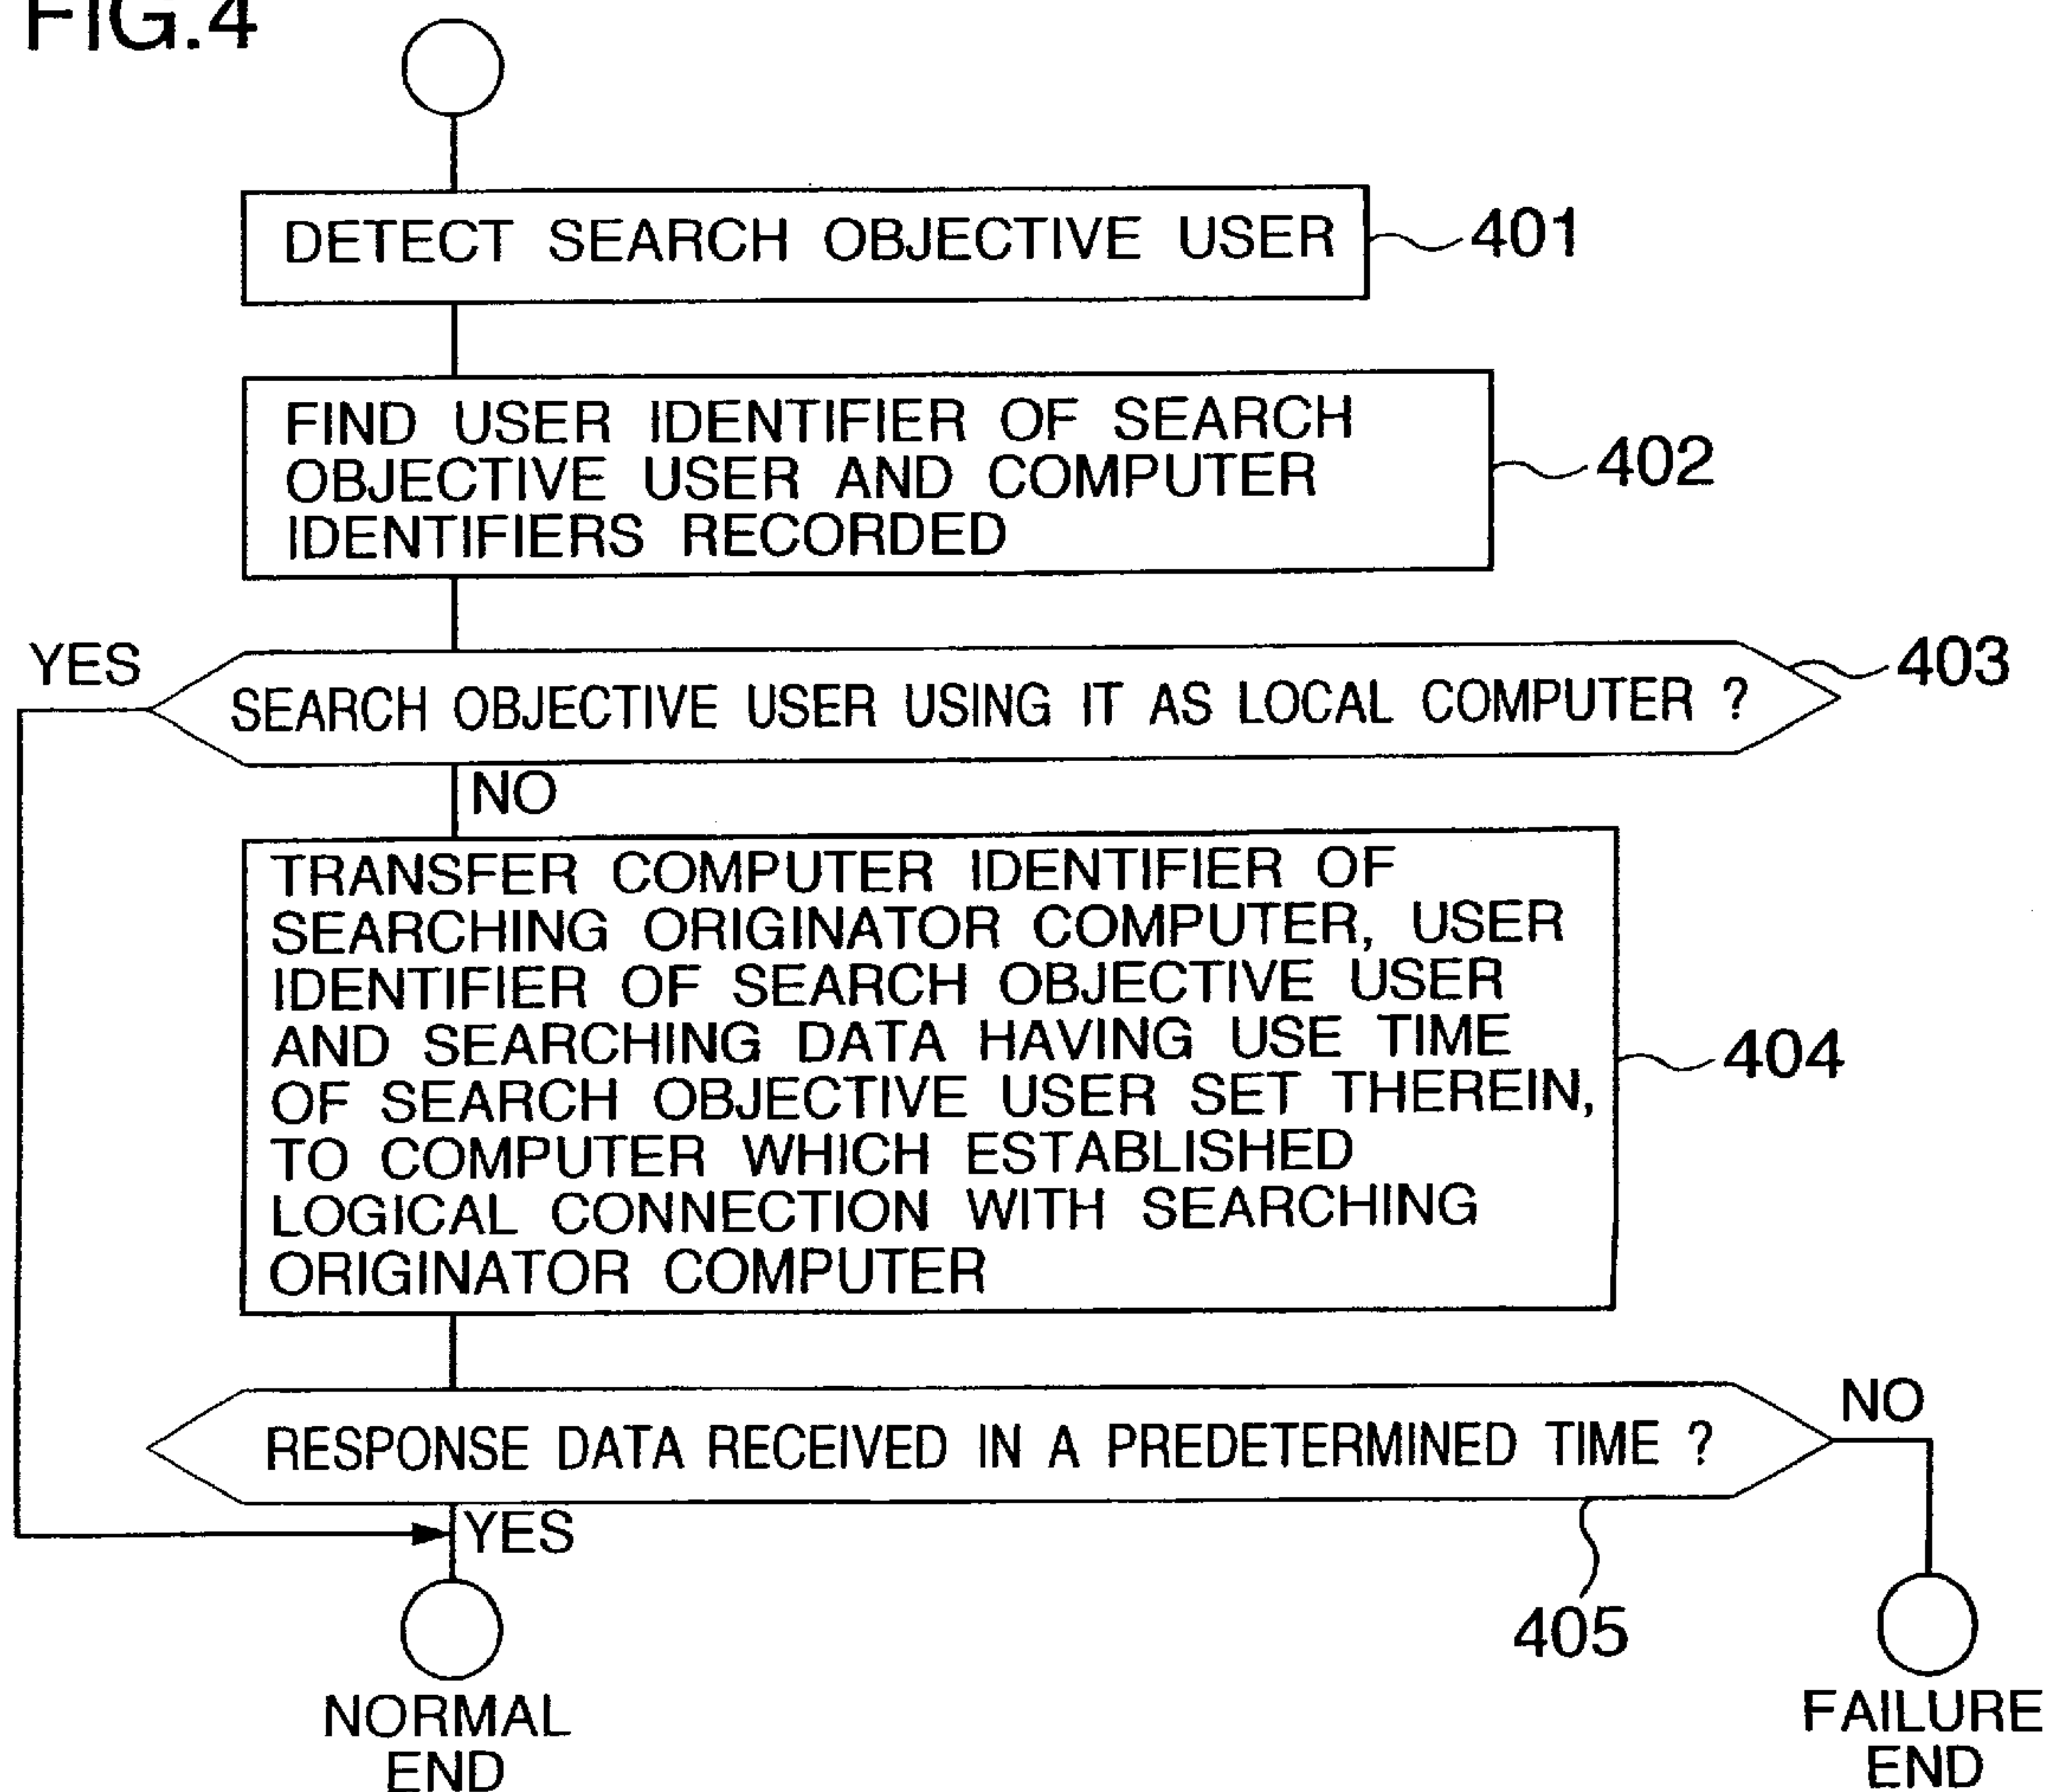 FIG.4
DETECT SEARCH OBJECTIVE USER
401
FIND USER IDENTIFIER OF SEARCH
OBJECTIVE USER AND COMPUTER
IDENTIFIERS RECORDED
402
YES
SEARCH OBJECTIVE USER USING IT AS LOCAL COMPUTER ?
403
NO
TRANSFER COMPUTER IDENTIFIER OF
SEARCHING ORIGINATOR COMPUTER, USER
IDENTIFIER OF SEARCH OBJECTIVE USER
AND SEARCHING DATA HAVING USE TIME
OF SEARCH OBJECTIVE USER SET THEREIN,
TO COMPUTER WHICH ESTABLISHED
LOGICAL CONNECTION WITH SEARCHING
ORIGINATOR COMPUTER
404
RESPONSE DATA RECEIVED IN A PREDETERMINED TIME ?
NO
YES
405
NORMAL
END
FAILURE
END